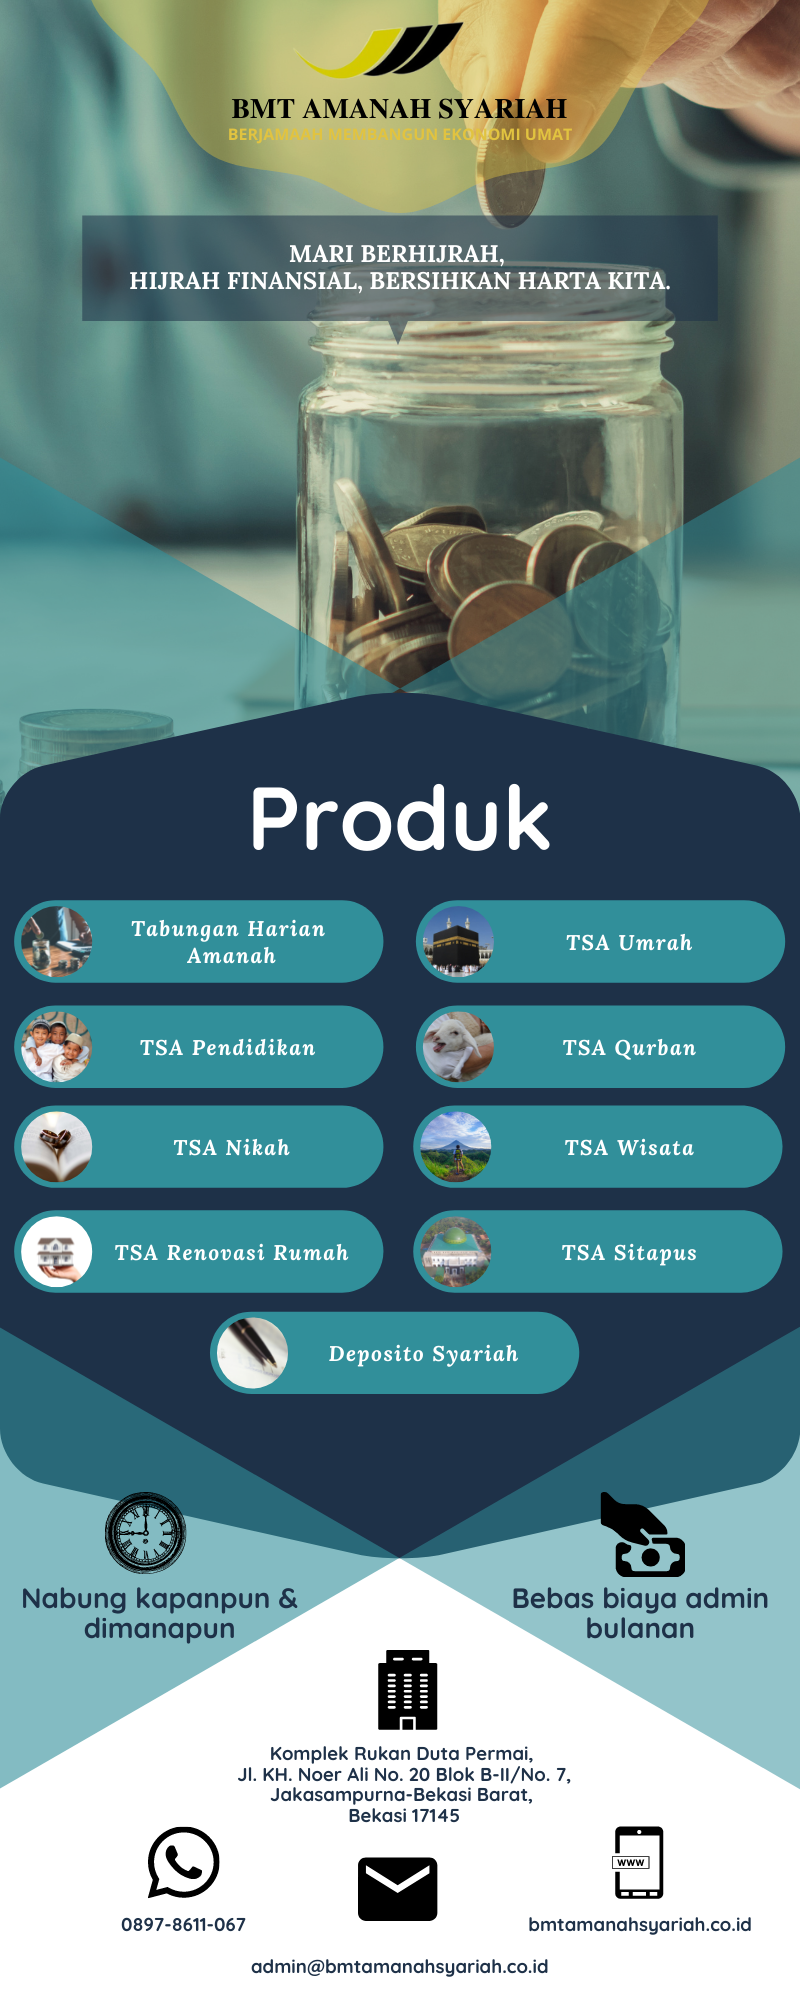 BMT AMANAH SYARIAH
BERJAMAAH MEMBANGUN EKONOMI UMAT
MARI BERHIJRAH,
HIJRAH FINANSIAL, BERSIHKAN HARTA KITA.
Produk
Tabungan Harian
Amanah
TSA Umrah
TSA Pendidikan
TSA Qurban
TSA Nikah
TSA Wisata
TSA Renovasi Rumah
TSA Sitapus
Deposito Syariah
Nabung kapanpun &
dimanapun
Bebas biaya admin
bulanan
Komplek Rukan Duta Permai,
Jl. KH. Noer Ali No. 20 Blok B-II/No. 7,
Jakasampurna-Bekasi Barat,
Bekasi 17145
WWW
0897-8611-067
bmtamanahsyariah.co.id
admin@bmtamanahsyariah.co.id